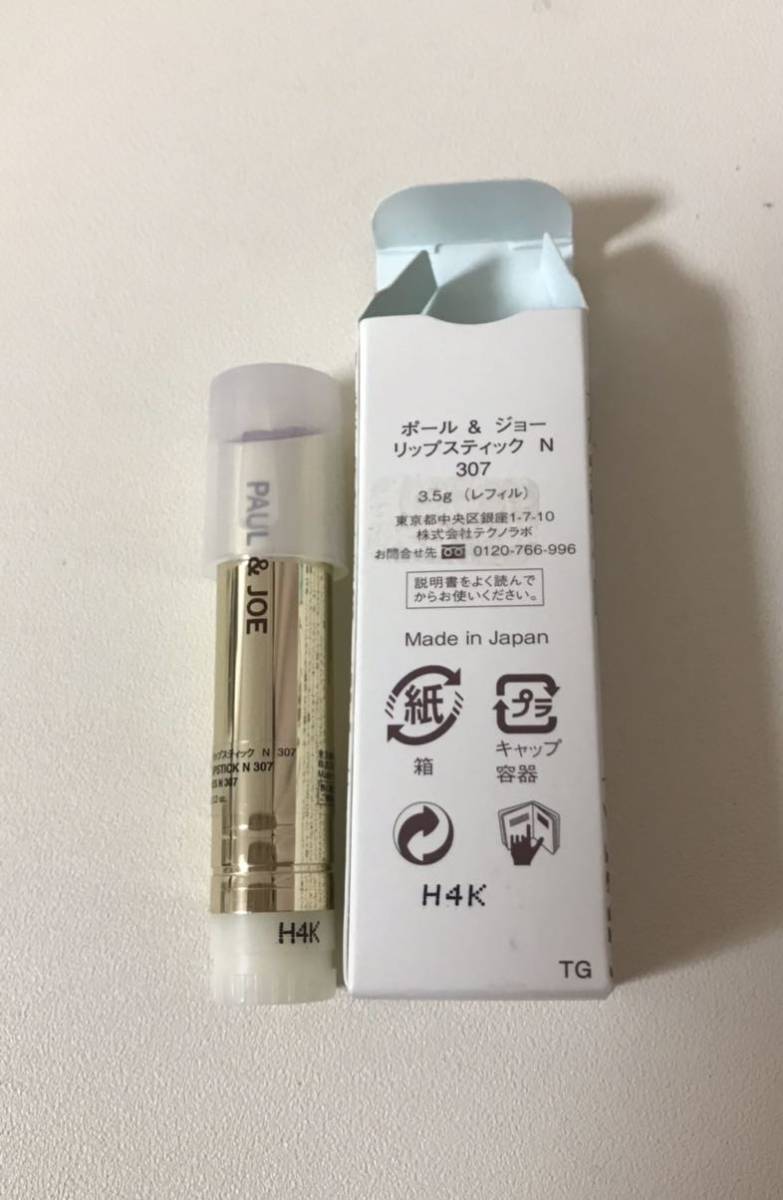 PAUL & JOE
ップスティック N 307
PSTICK N 307
N 307
oz.
H4K
ポール & ジョー
リップスティック N
307
3.5g (レフィル)
東京都中央区銀座1-7-10
株式会社テクノラボ
お問合せ先 0120-766-996
説明書をよく読んで
からお使いください。
Made in Japan
紙
箱
プラ
キャップ
容器
H4K
TG